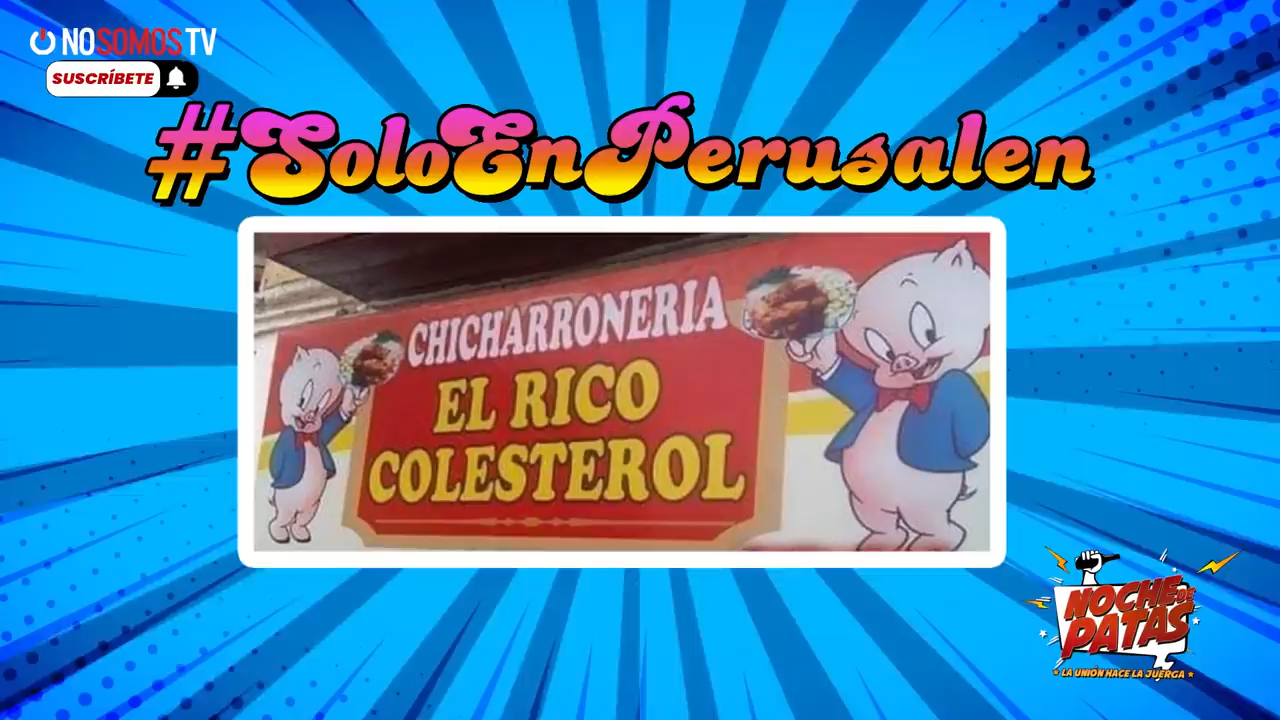 NOSOMOSTV
SUSCRÍBETE
#SoloEnPerusalen
CHICHARRONERIA
EL RICO
COLESTEROL
NOCHE DE
PATAS
LA UNIÓN HACE LA JUERGA